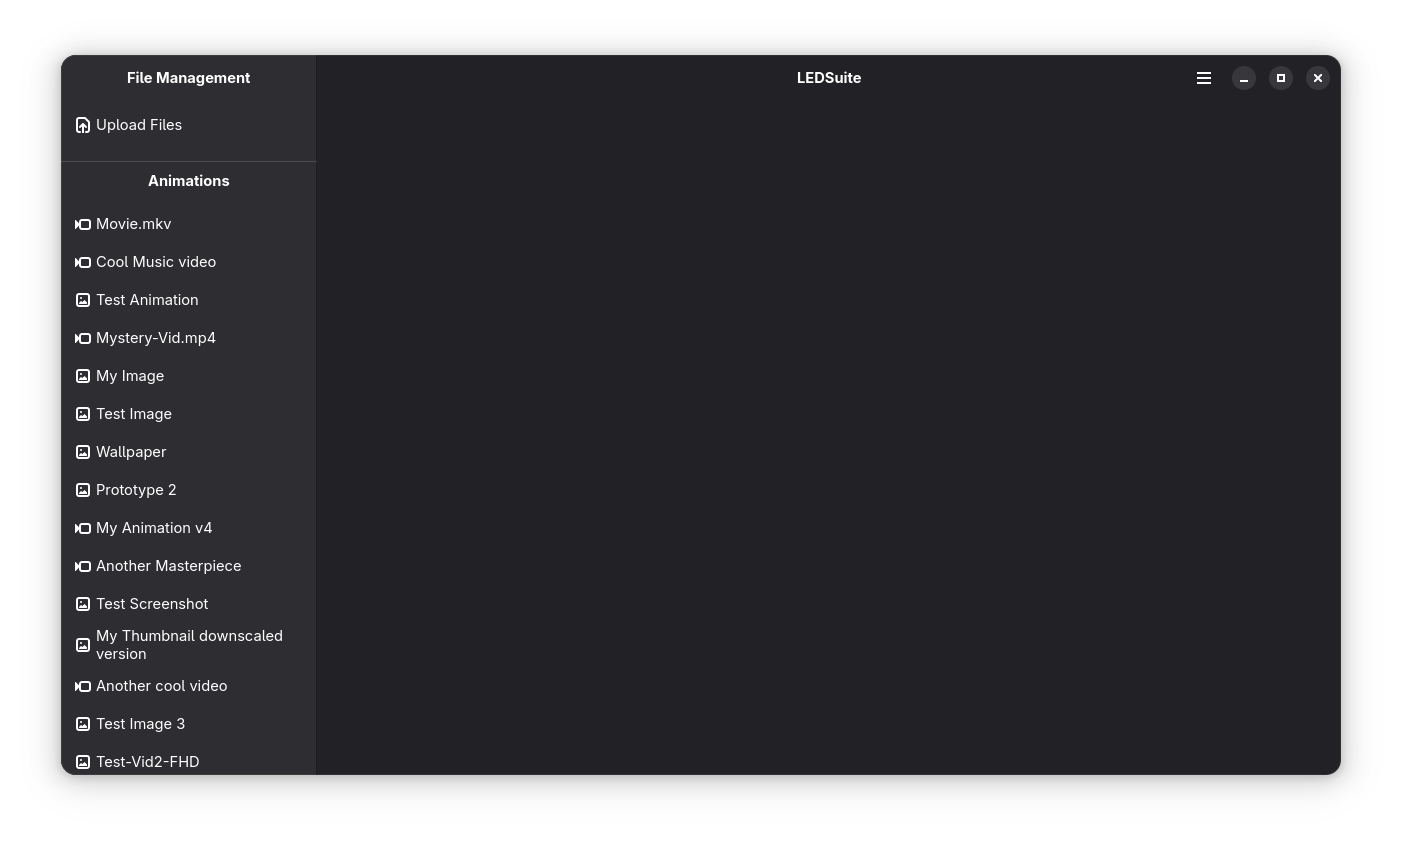 File Management
LEDSuite
Upload Files
Animations
Movie.mkv
Cool Music video
Test Animation
Mystery-Vid.mp4
My Image
Test Image
Wallpaper
Prototype 2
My Animation v4
Another Masterpiece
Test Screenshot
My Thumbnail downscaled
version
Another cool video
Test Image 3
Test-Vid2-FHD